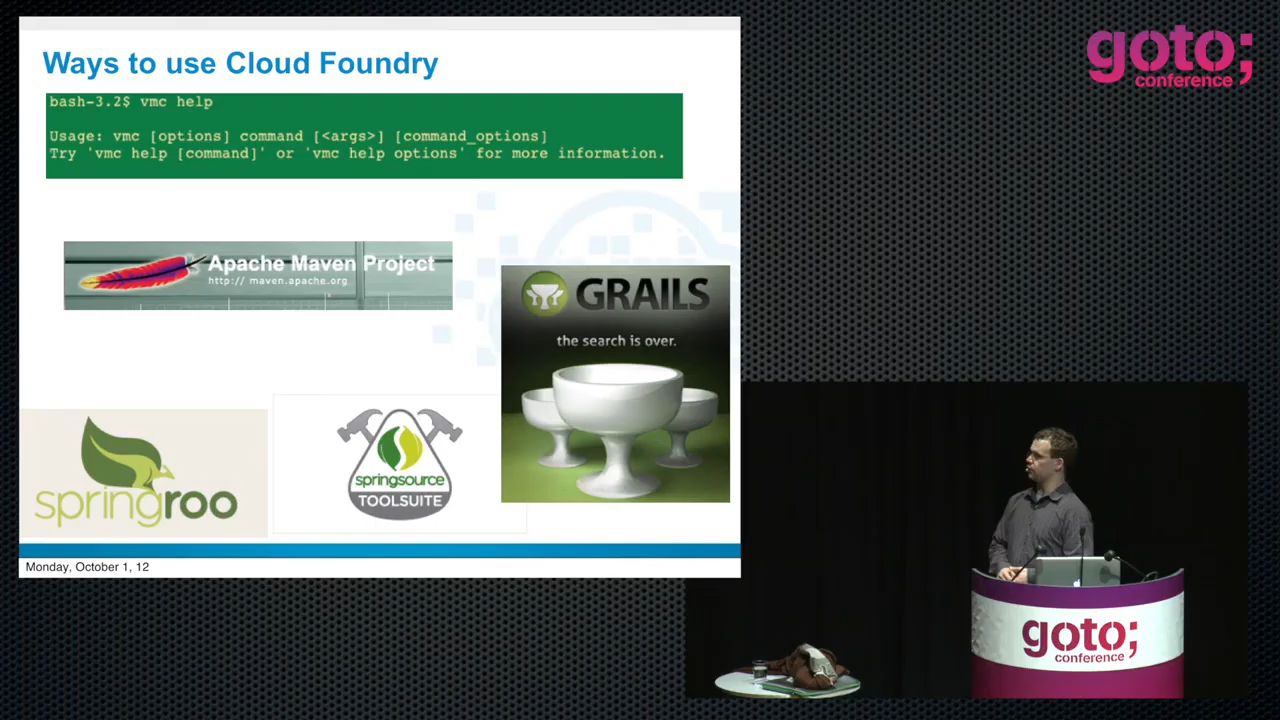 Ways to use Cloud Foundry
bash-3.2$ vmc help
Usage: vmc [options] command [<args>] [command_options]
Try 'vmc help [command]' or 'vmc help options' for more information.
Apache Maven Project
http:// maven.apache.org
GRAILS
the search is over.
springroo
springsource
TOOLSUITE
Monday, October 1, 12
goto;
conference
goto;
conference